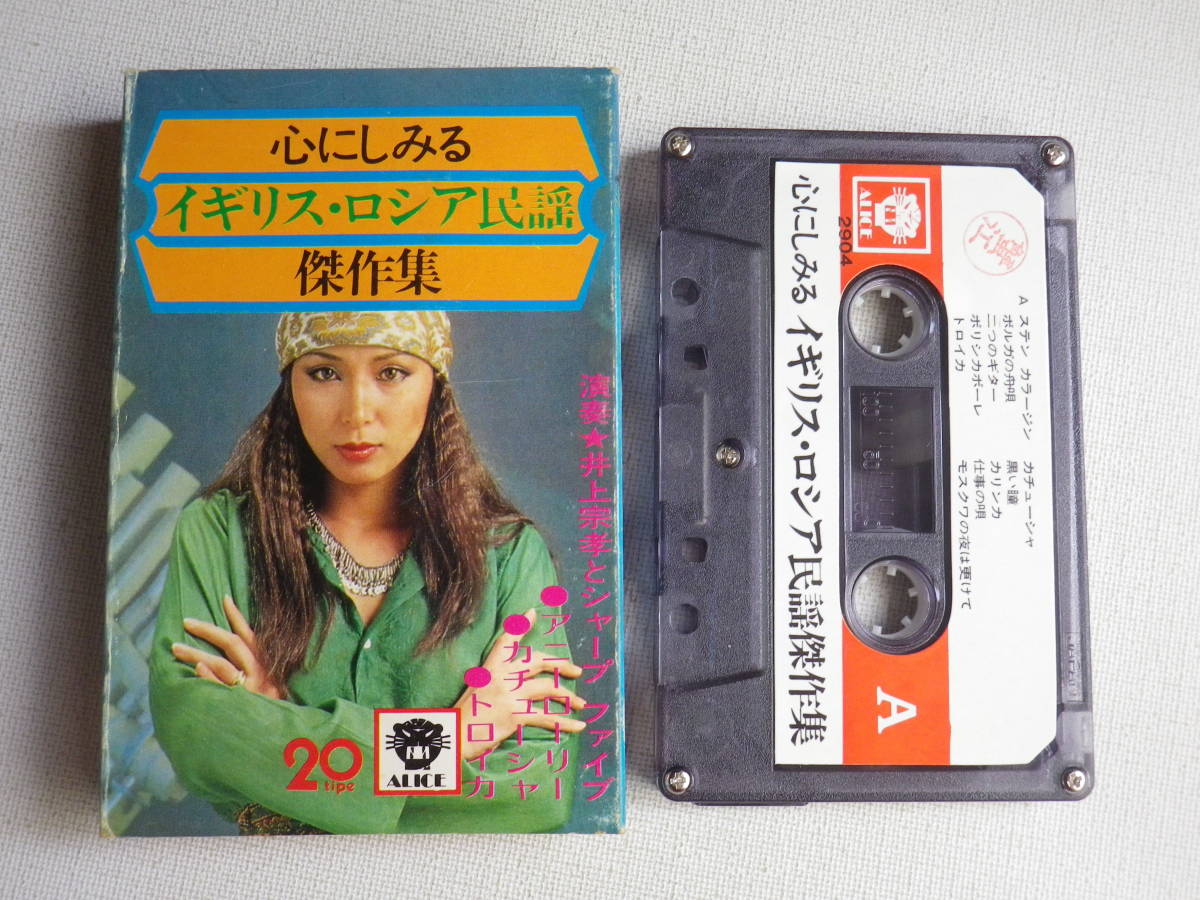 心にしみる
イギリス・ロシア民謡
傑作集
演奏★井上宗孝とシャープ ファイブ
●アニーローリー
●カチューシャ
●トロイカ
20
tipe
ALICE
ALICE
2904
心にしみる イギリス・ロシア民謡傑作集
A
A ステン カラージン
ボルガの舟唄
二つのギター
ポリシカポーレ
トロイカ
カチューシャ
黒い瞳
カリンカ
仕事の唄
モスクワの夜は更けて
100
50
0